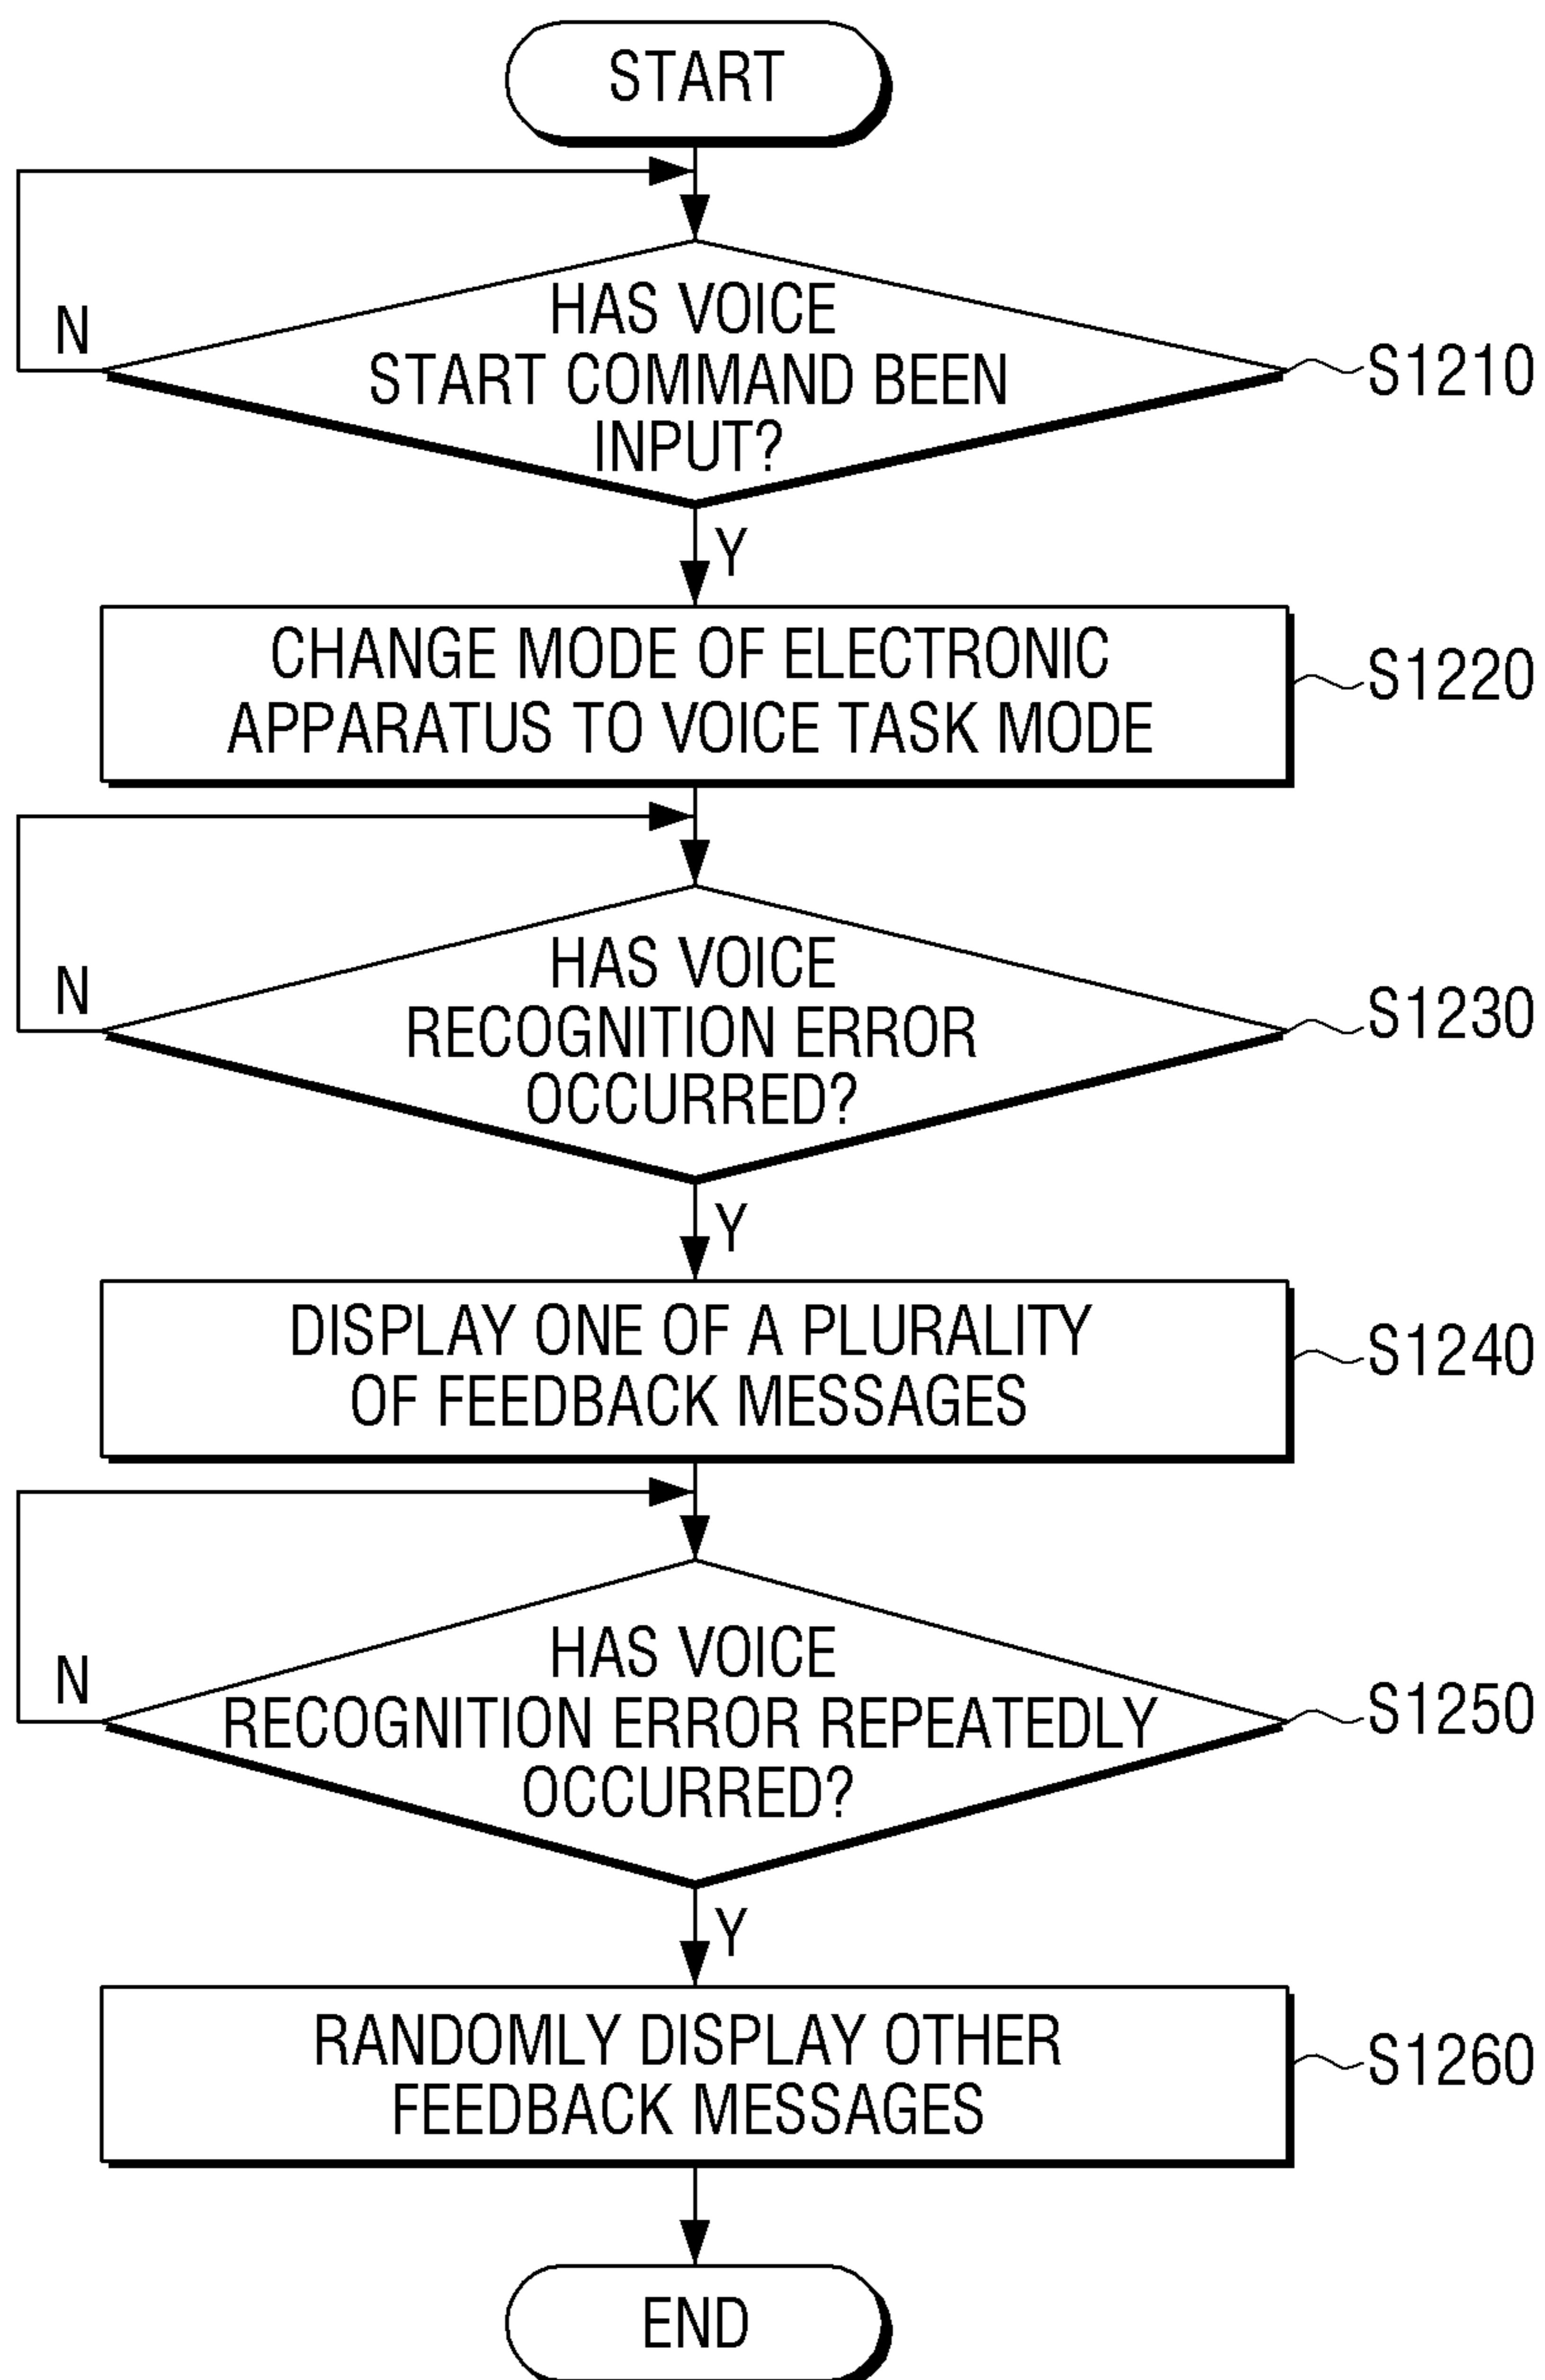 START
HAS VOICE
START COMMAND BEEN
INPUT?
N
S1210
Y
CHANGE MODE OF ELECTRONIC
APPARATUS TO VOICE TASK MODE
S1220
HAS VOICE
RECOGNITION ERROR
OCCURRED?
N
S1230
Y
DISPLAY ONE OF A PLURALITY
OF FEEDBACK MESSAGES
S1240
HAS VOICE
RECOGNITION ERROR REPEATEDLY
OCCURRED?
N
S1250
Y
RANDOMLY DISPLAY OTHER
FEEDBACK MESSAGES
S1260
END